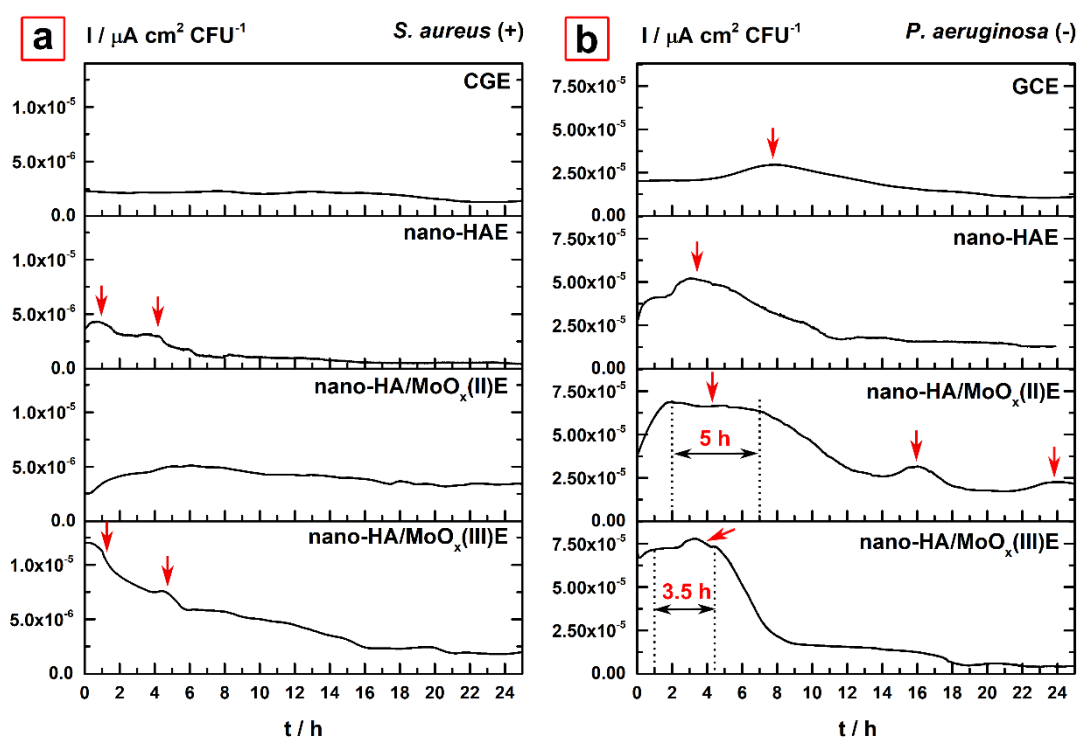 a
I / μA cm² CFU⁻¹
S. aureus (+)
CGE
1.0x10⁻⁵
5.0x10⁻⁶
0.0
nano-HAE
1.0x10⁻⁵
5.0x10⁻⁶
0.0
nano-HA/MoOₓ(II)E
1.0x10⁻⁵
5.0x10⁻⁶
0.0
nano-HA/MoOₓ(III)E
1.0x10⁻⁵
5.0x10⁻⁶
0.0
0 2 4 6 8 10 12 14 16 18 20 22 24
t / h
b
I / μA cm² CFU⁻¹
P. aeruginosa (-)
GCE
7.50x10⁻⁵
5.00x10⁻⁵
2.50x10⁻⁵
0.00
nano-HAE
7.50x10⁻⁵
5.00x10⁻⁵
2.50x10⁻⁵
0.00
nano-HA/MoOₓ(II)E
7.50x10⁻⁵
5.00x10⁻⁵
5 h
2.50x10⁻⁵
0.00
nano-HA/MoOₓ(III)E
7.50x10⁻⁵
5.00x10⁻⁵
3.5 h
2.50x10⁻⁵
0.00
0 2 4 6 8 10 12 14 16 18 20 22 24
t / h